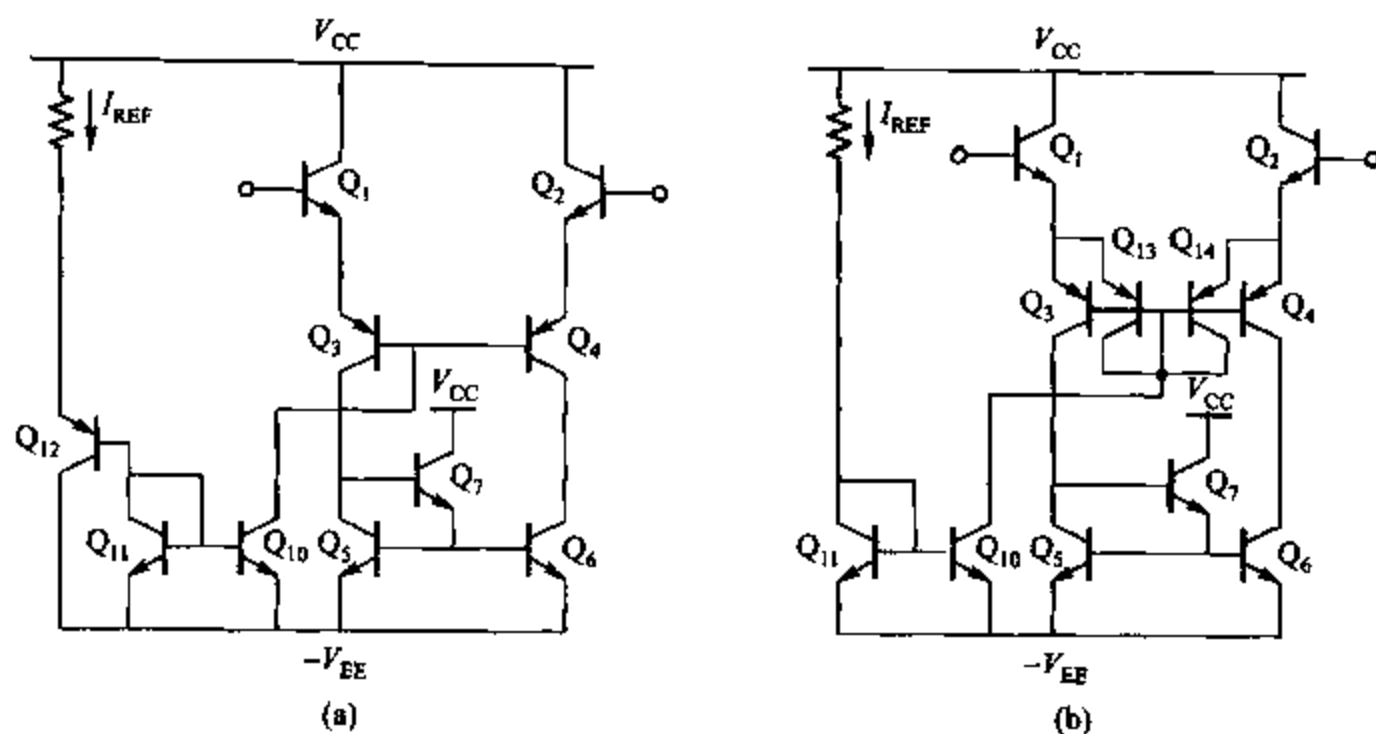 V_CC
I_REF
Q_1
Q_2
Q_3
Q_4
V_CC
Q_12
Q_7
Q_11
Q_10
Q_5
Q_6
-V_EE
(a)
V_CC
I_REF
Q_1
Q_2
Q_13
Q_14
Q_3
Q_4
V_CC
Q_7
Q_11
Q_10
Q_5
Q_6
-V_EE
(b)